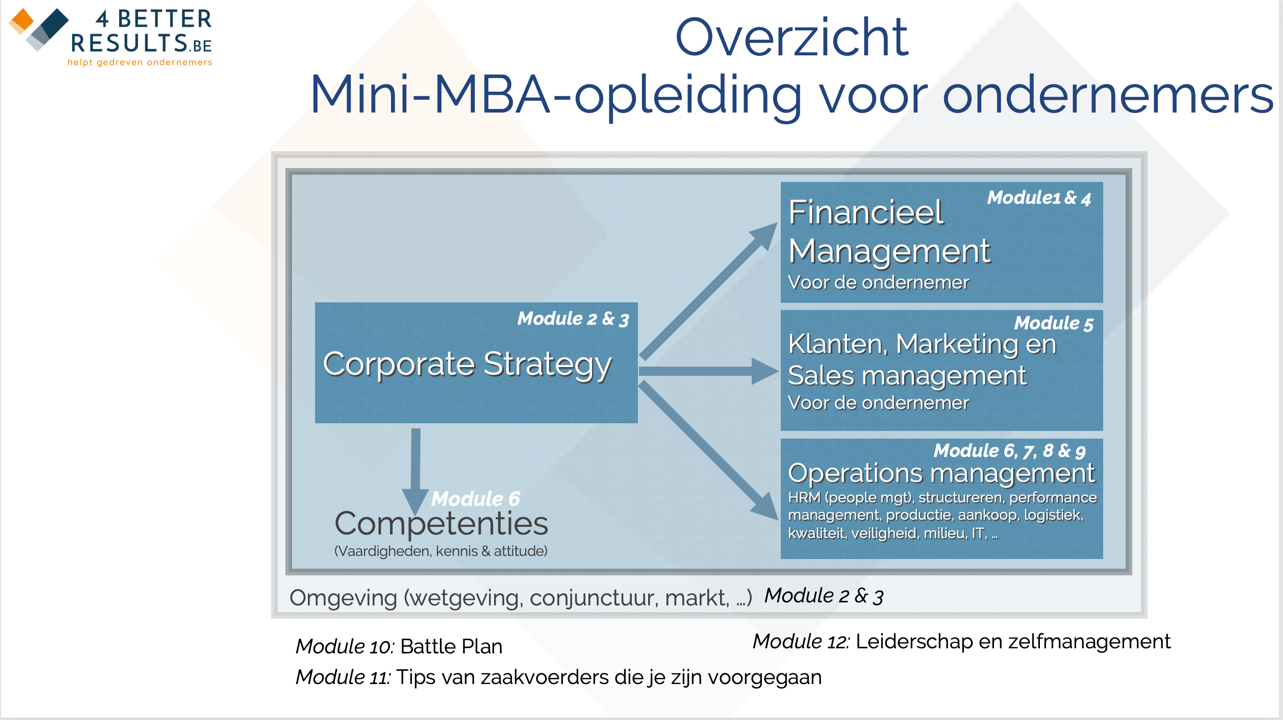 4 BETTER
RESULTS.BE
helpt gedreven ondernemers
Overzicht
Mini-MBA-opleiding voor ondernemers
Module1 & 4
Financieel
Management
Voor de ondernemer
Module 2 & 3
Corporate Strategy
Module 5
Klanten, Marketing en
Sales management
Voor de ondernemer
Module 6, 7, 8 & 9
Operations management
HRM (people mgt), structureren, performance
management, productie, aankoop, logistiek,
kwaliteit, veiligheid, milieu, IT, …
Module 6
Competenties
(Vaardigheden, kennis & attitude)
Omgeving (wetgeving, conjunctuur, markt, …) Module 2 & 3
Module 10: Battle Plan
Module 12: Leiderschap en zelfmanagement
Module 11: Tips van zaakvoerders die je zijn voorgegaan